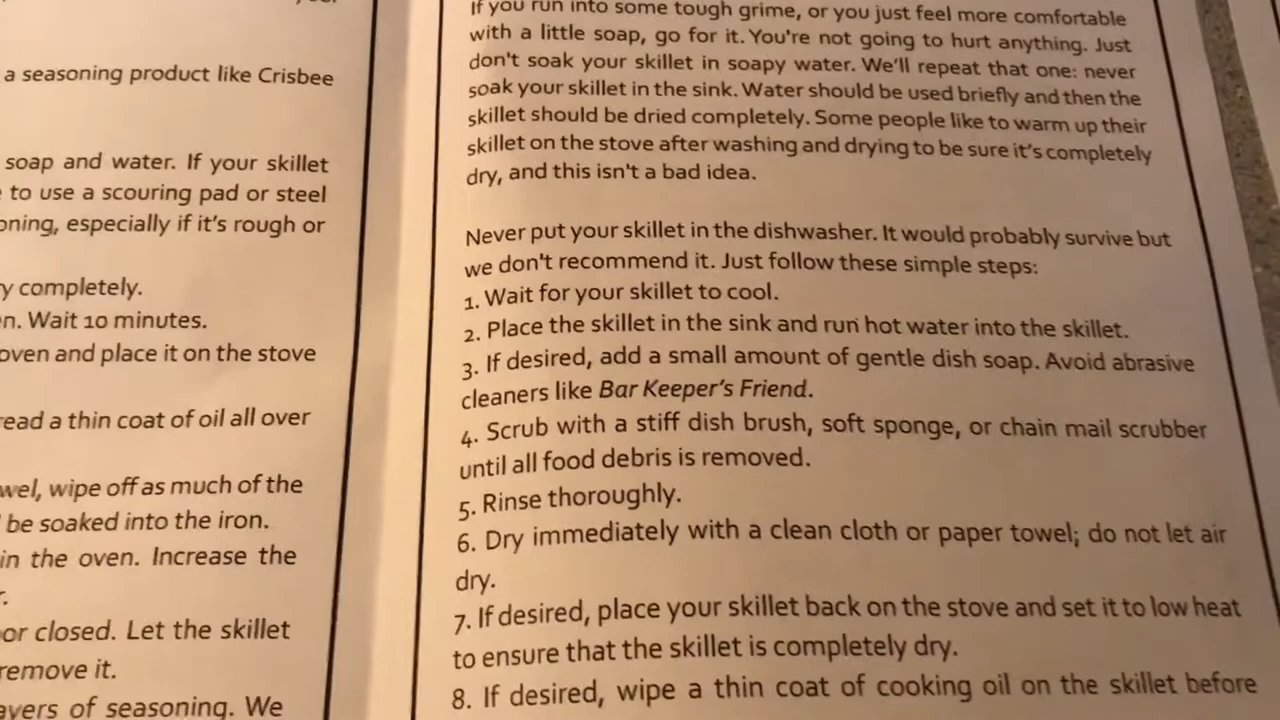 a seasoning product like Crisbee
soap and water. If your skillet
to use a scouring pad or steel
especially if it's rough or
completely.
Wait 10 minutes.
oven and place it on the stove
a thin coat of oil all over
wipe off as much of the
be soaked into the iron.
in the oven. Increase the
closed. Let the skillet
remove it.
of seasoning. We
If you run into some tough grime, or you just feel more comfortable
with a little soap, go for it. You're not going to hurt anything. Just
don't soak your skillet in soapy water. We'll repeat that one: never
soak your skillet in the sink. Water should be used briefly and then the
skillet should be dried completely. Some people like to warm up their
skillet on the stove after washing and drying to be sure it's completely
dry, and this isn't a bad idea.
Never put your skillet in the dishwasher. It would probably survive but
we don't recommend it. Just follow these simple steps:
1. Wait for your skillet to cool.
2. Place the skillet in the sink and run hot water into the skillet.
3. If desired, add a small amount of gentle dish soap. Avoid abrasive
cleaners like Bar Keeper's Friend.
4. Scrub with a stiff dish brush, soft sponge, or chain mail scrubber
until all food debris is removed.
5. Rinse thoroughly.
6. Dry immediately with a clean cloth or paper towel; do not let air
dry.
7. If desired, place your skillet back on the stove and set it to low heat
to ensure that the skillet is completely dry.
8. If desired, wipe a thin coat of cooking oil on the skillet before